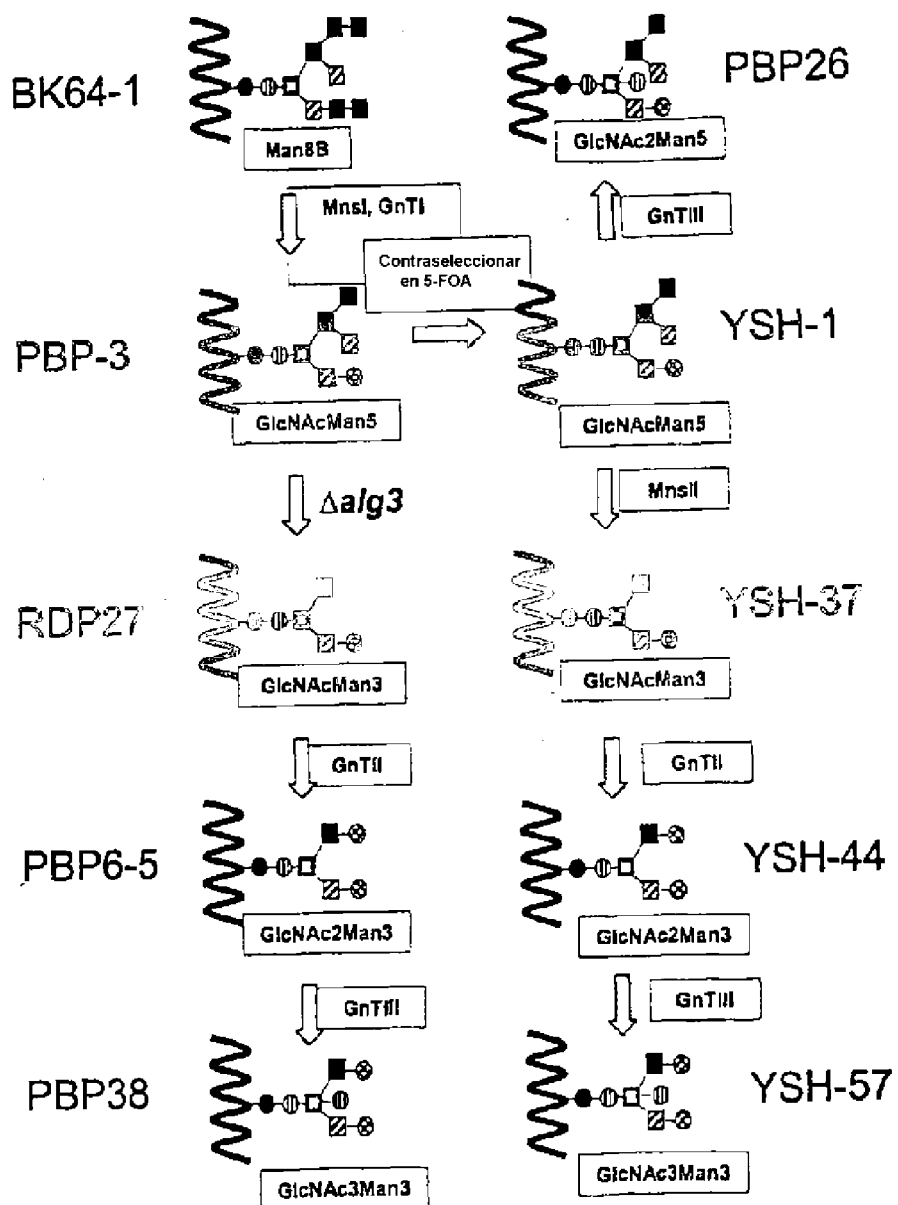 BK64-1
Man8B
PBP26
GlcNAc2Man5
MnsI, GnTI
GnTIII
Contraseleccionar
en 5-FOA
PBP-3
GlcNAcMan5
YSH-1
GlcNAcMan5
Δalg3
MnsII
RDP27
GlcNAcMan3
YSH-37
GlcNAcMan3
GnTII
GnTII
PBP6-5
GlcNAc2Man3
YSH-44
GlcNAc2Man3
GnTIII
GnTIII
PBP38
GlcNAc3Man3
YSH-57
GlcNAc3Man3